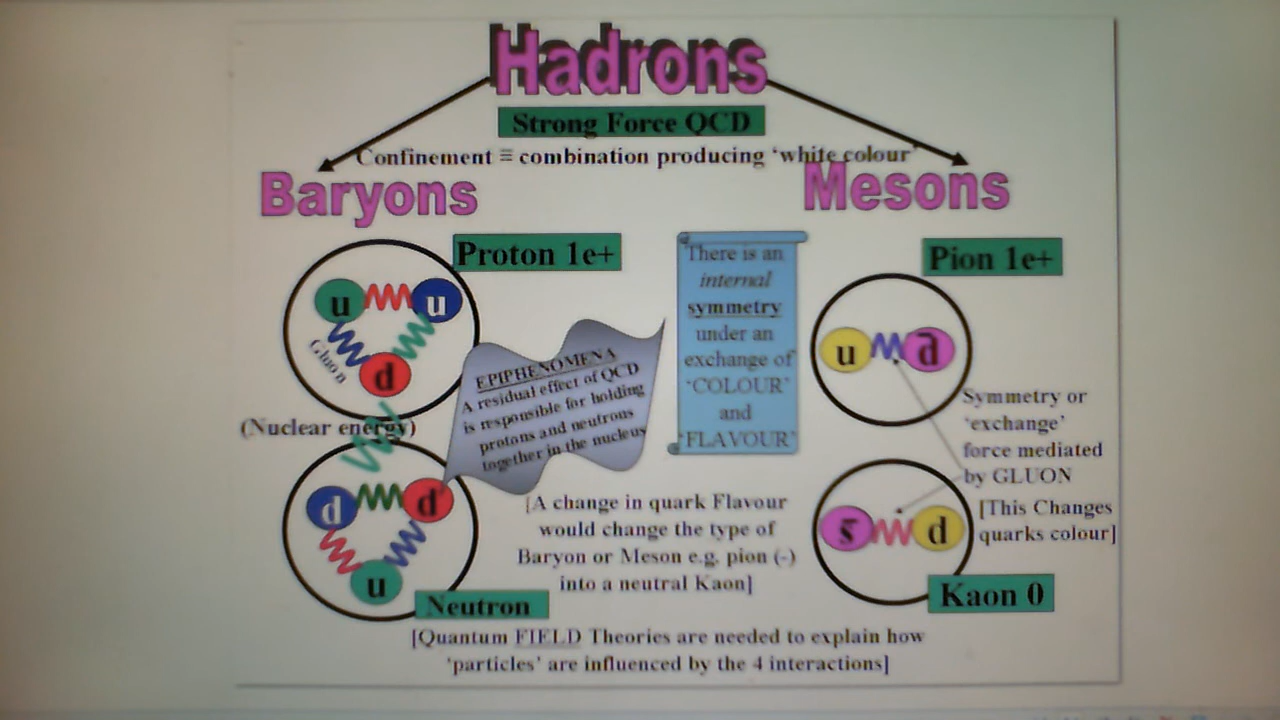 Hadrons
Strong Force QCD
Confinement ≡ combination producing ‘white colour’
Baryons
Mesons
Proton 1e+
u
u
d
Gluon
(Nuclear energy)
d
d
u
Neutron
EPIPHENOMENA
A residual effect of QCD
is responsible for holding
protons and neutrons
together in the nucleus
There is an
internal
symmetry
under an
exchange of
‘COLOUR’
and
‘FLAVOUR’
[A change in quark Flavour
would change the type of
Baryon or Meson e.g. pion (-)
into a neutral Kaon]
Pion 1e+
u
d̄
Symmetry or
‘exchange’
force mediated
by GLUON
[This Changes
quarks colour]
s̄
d
Kaon 0
[Quantum FIELD Theories are needed to explain how
‘particles’ are influenced by the 4 interactions]